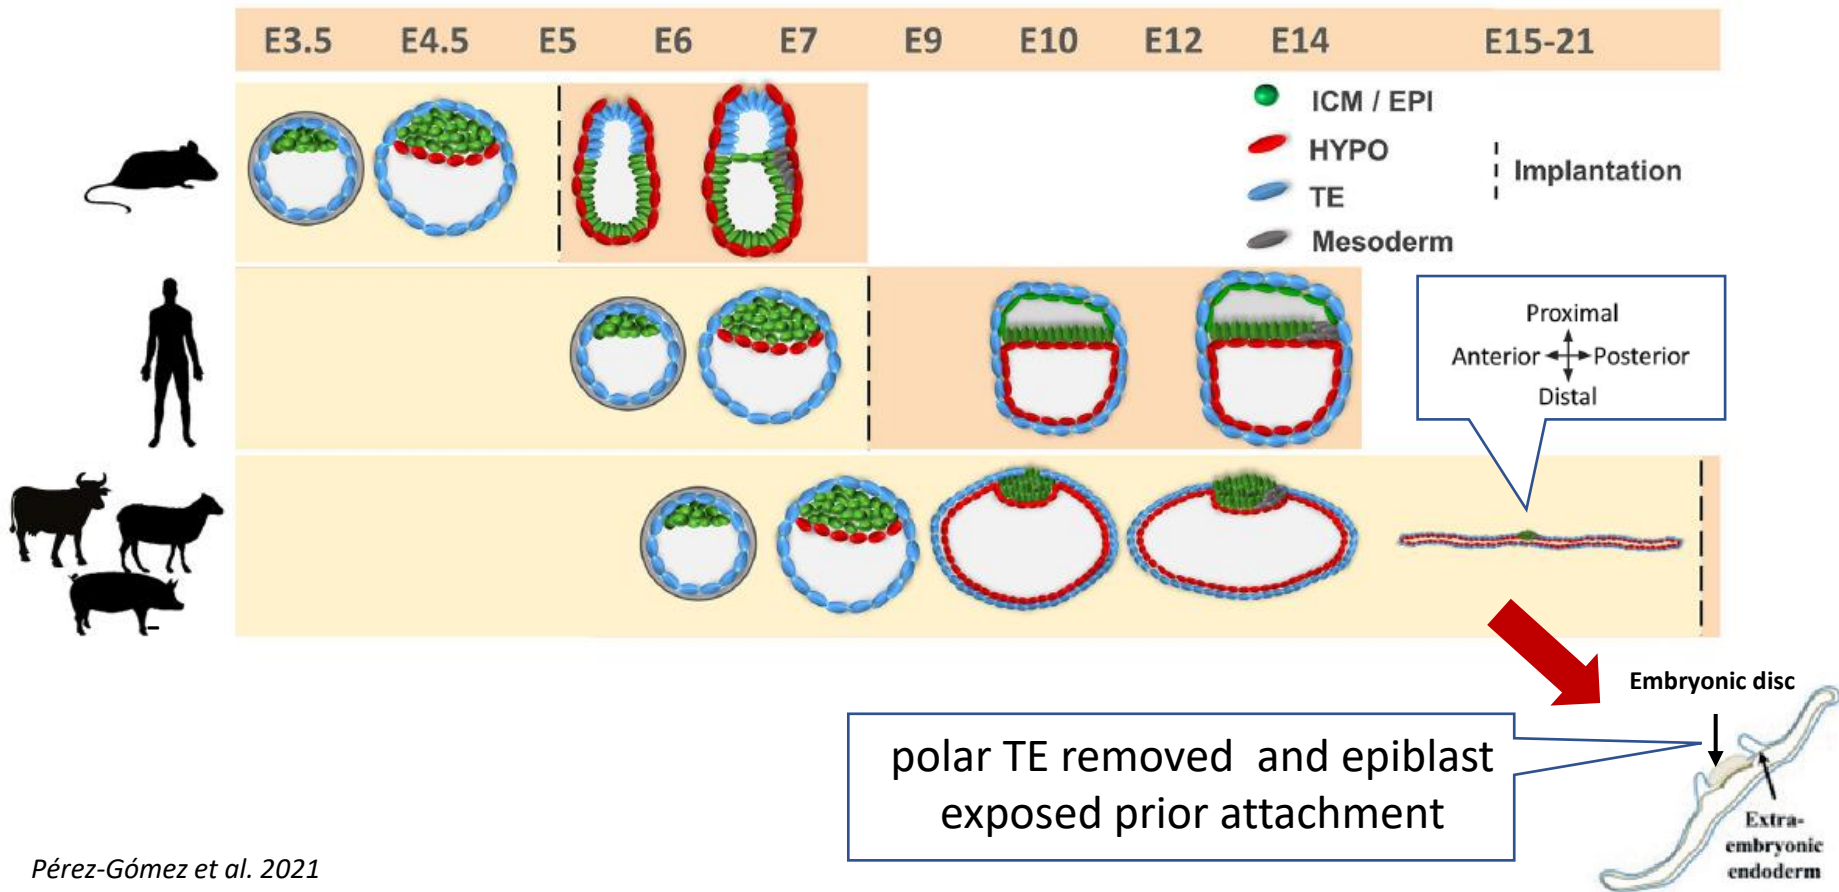 E3.5 E4.5 E5 E6 E7 E9 E10 E12 E14 E15-21
ICM / EPI
HYPO
TE
Mesoderm
Implantation
Proximal
Anterior Posterior
Distal
Embryonic disc
polar TE removed and epiblast
exposed prior attachment
Extra-
embryonic
endoderm
Pérez-Gómez et al. 2021